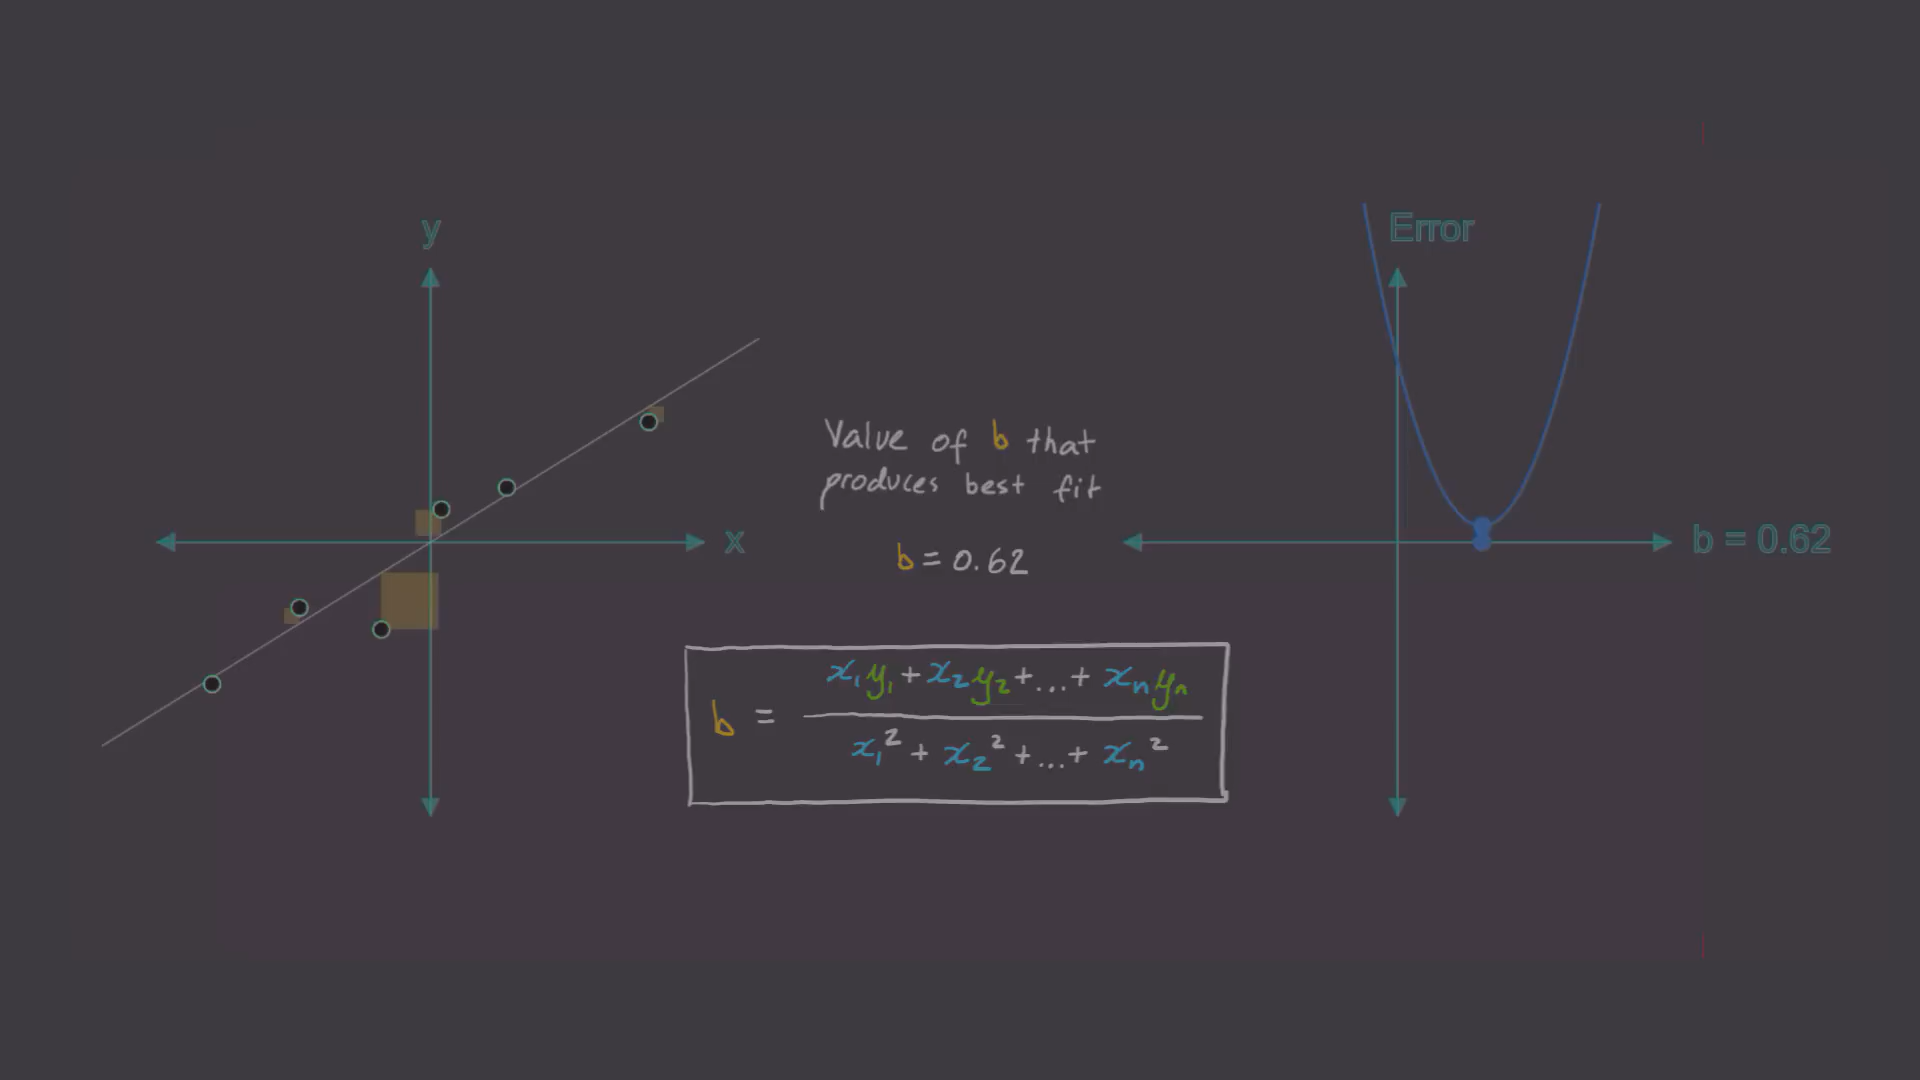 y
x
Value of b that
produces best fit
b = 0.62
b = x₁y₁ + x₂y₂ + ... + xₙyₙ
x₁² + x₂² + ... + xₙ²
Error
b = 0.62